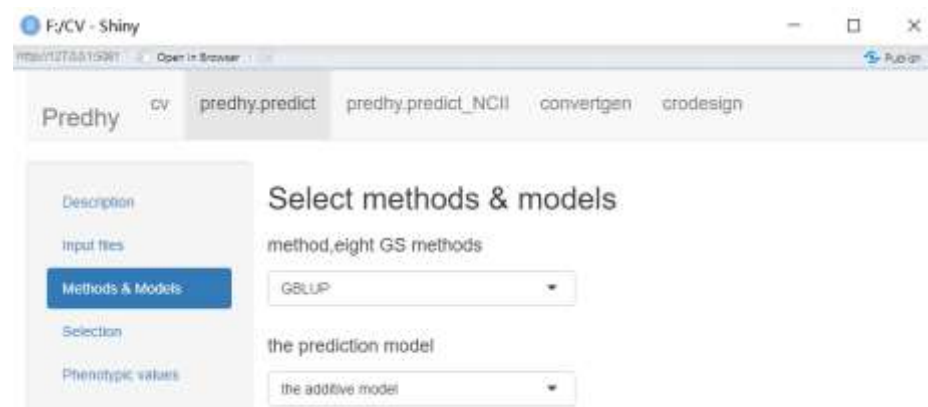 F:/CV - Shiny
Open in Browser
Publish
Predhy cv predhy.predict predhy.predict_NCII convertgen crodesign
Description
Input files
Methods & Models
Selection
Phenotypic values
Select methods & models
method,eight GS methods
GBLUP
the prediction model
the additive model